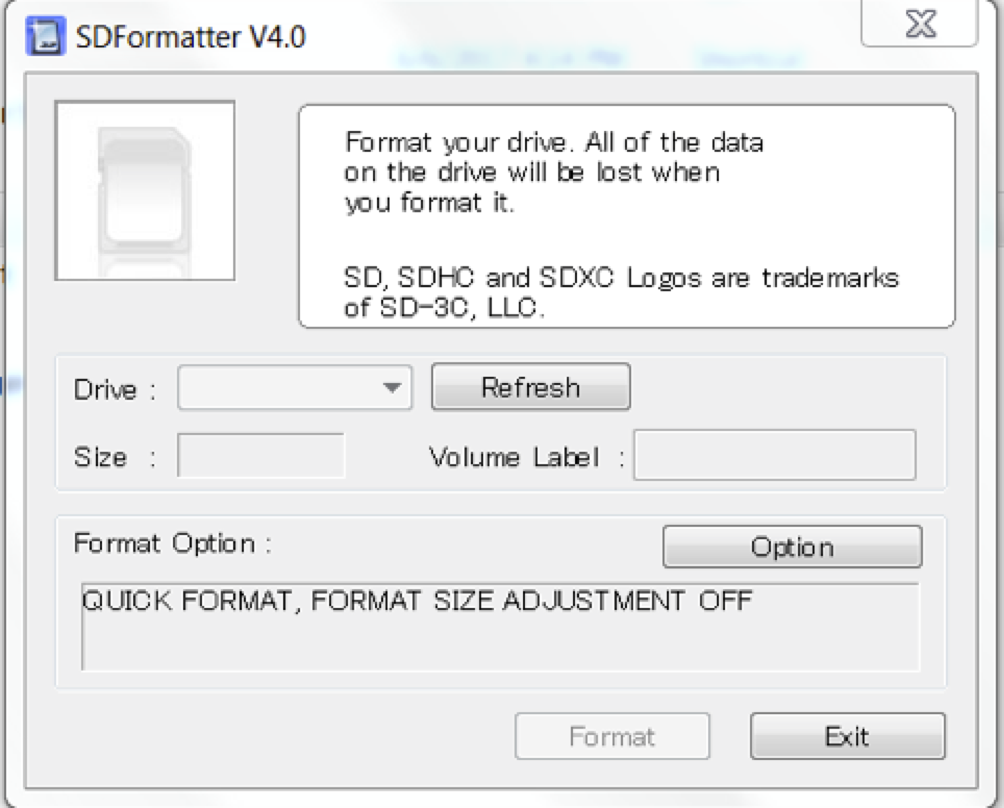 SDFormatter V4.0
Format your drive. All of the data
on the drive will be lost when
you format it.
SD, SDHC and SDXC Logos are trademarks
of SD-3C, LLC.
Drive :
Refresh
Size :
Volume Label :
Format Option :
Option
QUICK FORMAT, FORMAT SIZE ADJUSTMENT OFF
Format
Exit